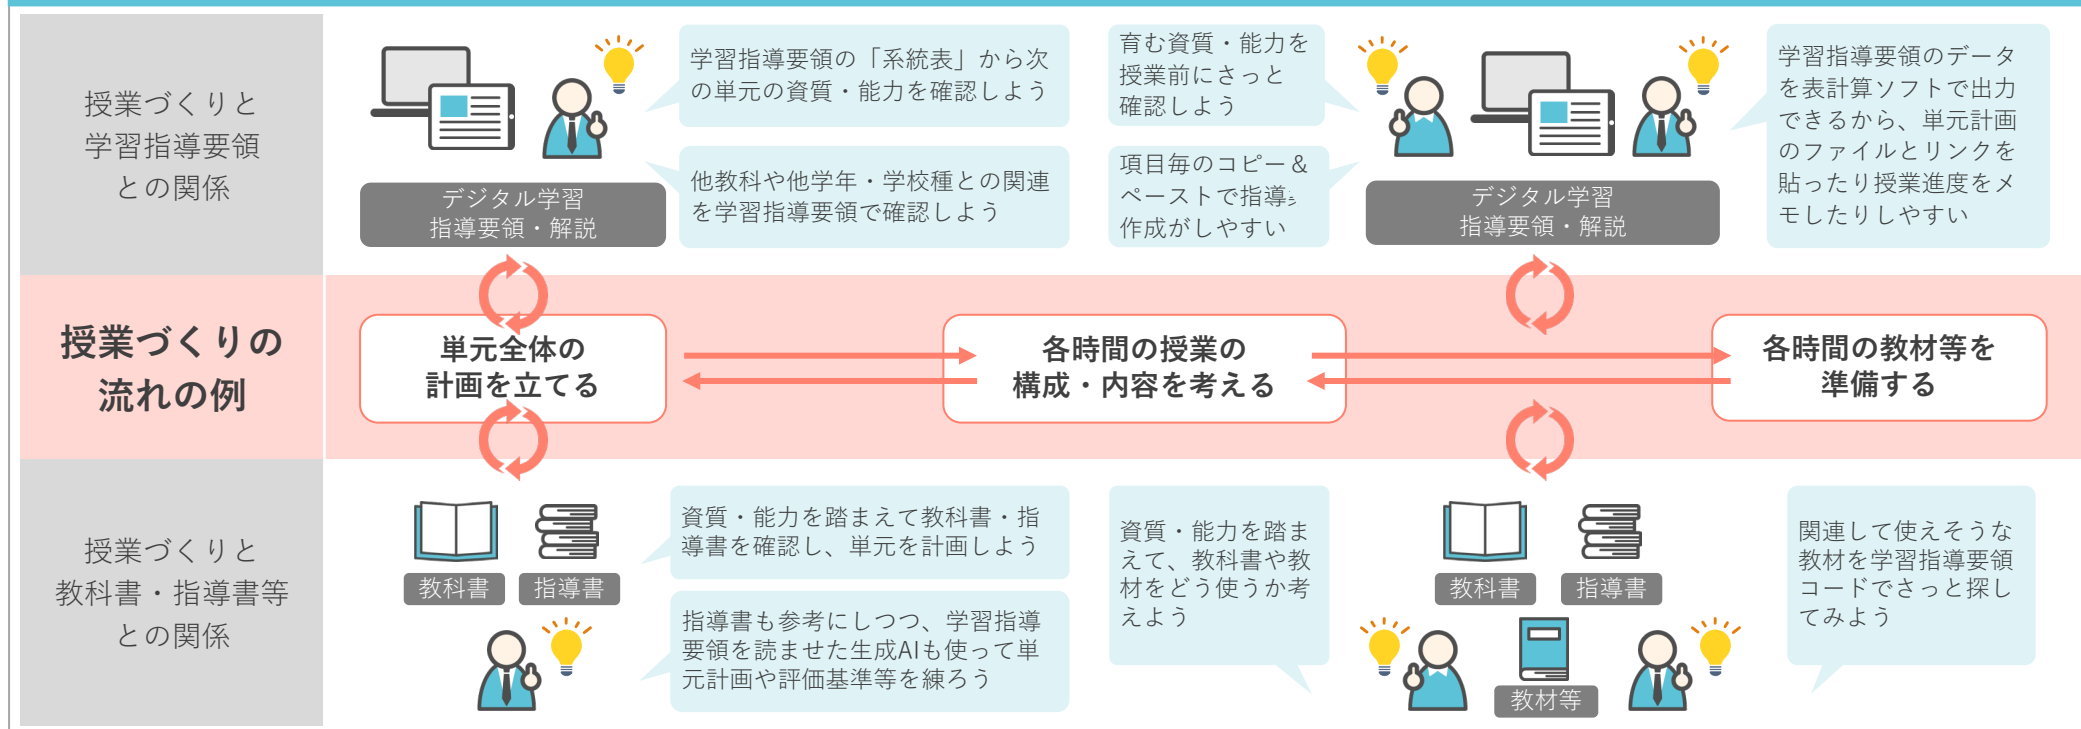 授業づくりと
学習指導要領
との関係
デジタル学習
指導要領・解説
学習指導要領の「系統表」から次
の単元の資質・能力を確認しよう
他教科や他学年・学校種との関連
を学習指導要領で確認しよう
育む資質・能力を
授業前にさっと
確認しよう
項目毎のコピー＆
ペーストで指導
作成がしやすい
デジタル学習
指導要領・解説
学習指導要領のデータ
を表計算ソフトで出力
できるから、単元計画
のファイルとリンクを
貼ったり授業進度をメ
モしたりしやすい
授業づくりの
流れの例
単元全体の
計画を立てる
各時間の授業の
構成・内容を考える
各時間の教材等を
準備する
授業づくりと
教科書・指導書等
との関係
教科書
指導書
資質・能力を踏まえて教科書・指
導書を確認し、単元を計画しよう
指導書も参考にしつつ、学習指導
要領を読ませた生成AIも使って単
元計画や評価基準等を練ろう
資質・能力を踏ま
えて、教科書や教
材をどう使うか考
えよう
教科書
指導書
教材等
関連して使えそうな
教材を学習指導要領
コードでさっと探し
てみよう